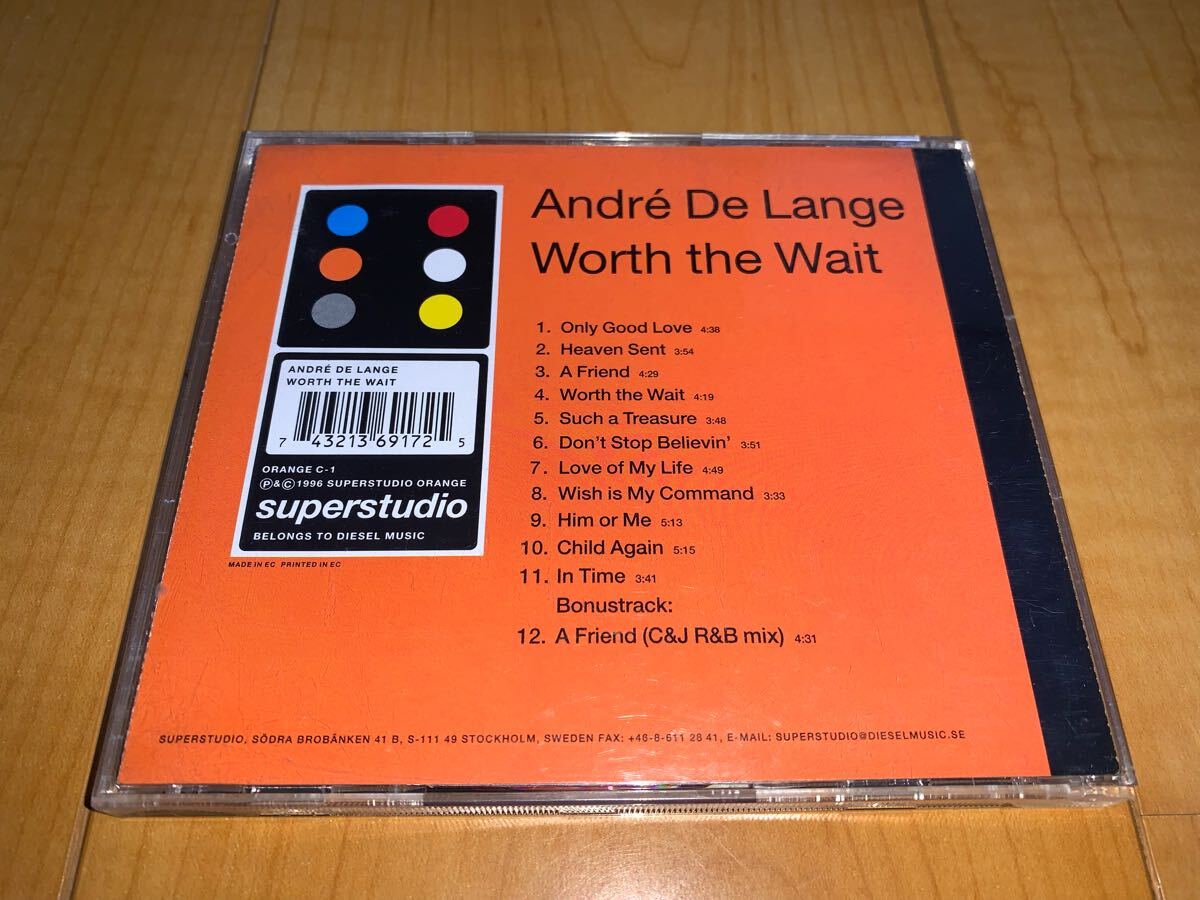 André De Lange
Worth the Wait
1. Only Good Love 4:38
2. Heaven Sent 3:54
3. A Friend 4:29
4. Worth the Wait 4:19
5. Such a Treasure 3:48
6. Don't Stop Believin' 3:51
7. Love of My Life 4:49
8. Wish is My Command 3:33
9. Him or Me 5:13
10. Child Again 5:15
11. In Time 3:41
Bonustrack:
12. A Friend (C&J R&B mix) 4:31
ANDRÉ DE LANGE
WORTH THE WAIT
7 43213 69172 5
ORANGE C-1
Ⓟ&© 1996 SUPERSTUDIO ORANGE
superstudio
BELONGS TO DIESEL MUSIC
MADE IN EC PRINTED IN EC
SUPERSTUDIO, SÖDRA BROBÄNKEN 41 B, S-111 49 STOCKHOLM, SWEDEN FAX: +46-8-611 28 41, E-MAIL: SUPERSTUDIO@DIESELMUSIC.SE